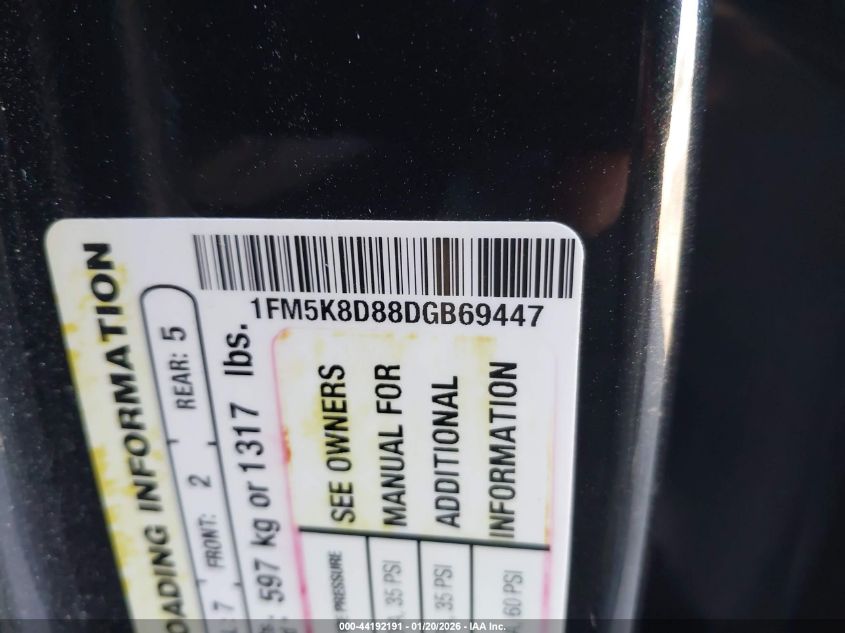 1FM5K8D88DGB69447
OADING INFORMATION
7 FRONT: 2 REAR: 5
597 kg or 1317 lbs.
SEE OWNERS
MANUAL FOR
ADDITIONAL
INFORMATION
PRESSURE
35 PSI
35 PSI
60 PSI
000-44192191 - 01/20/2026 - IAA Inc.